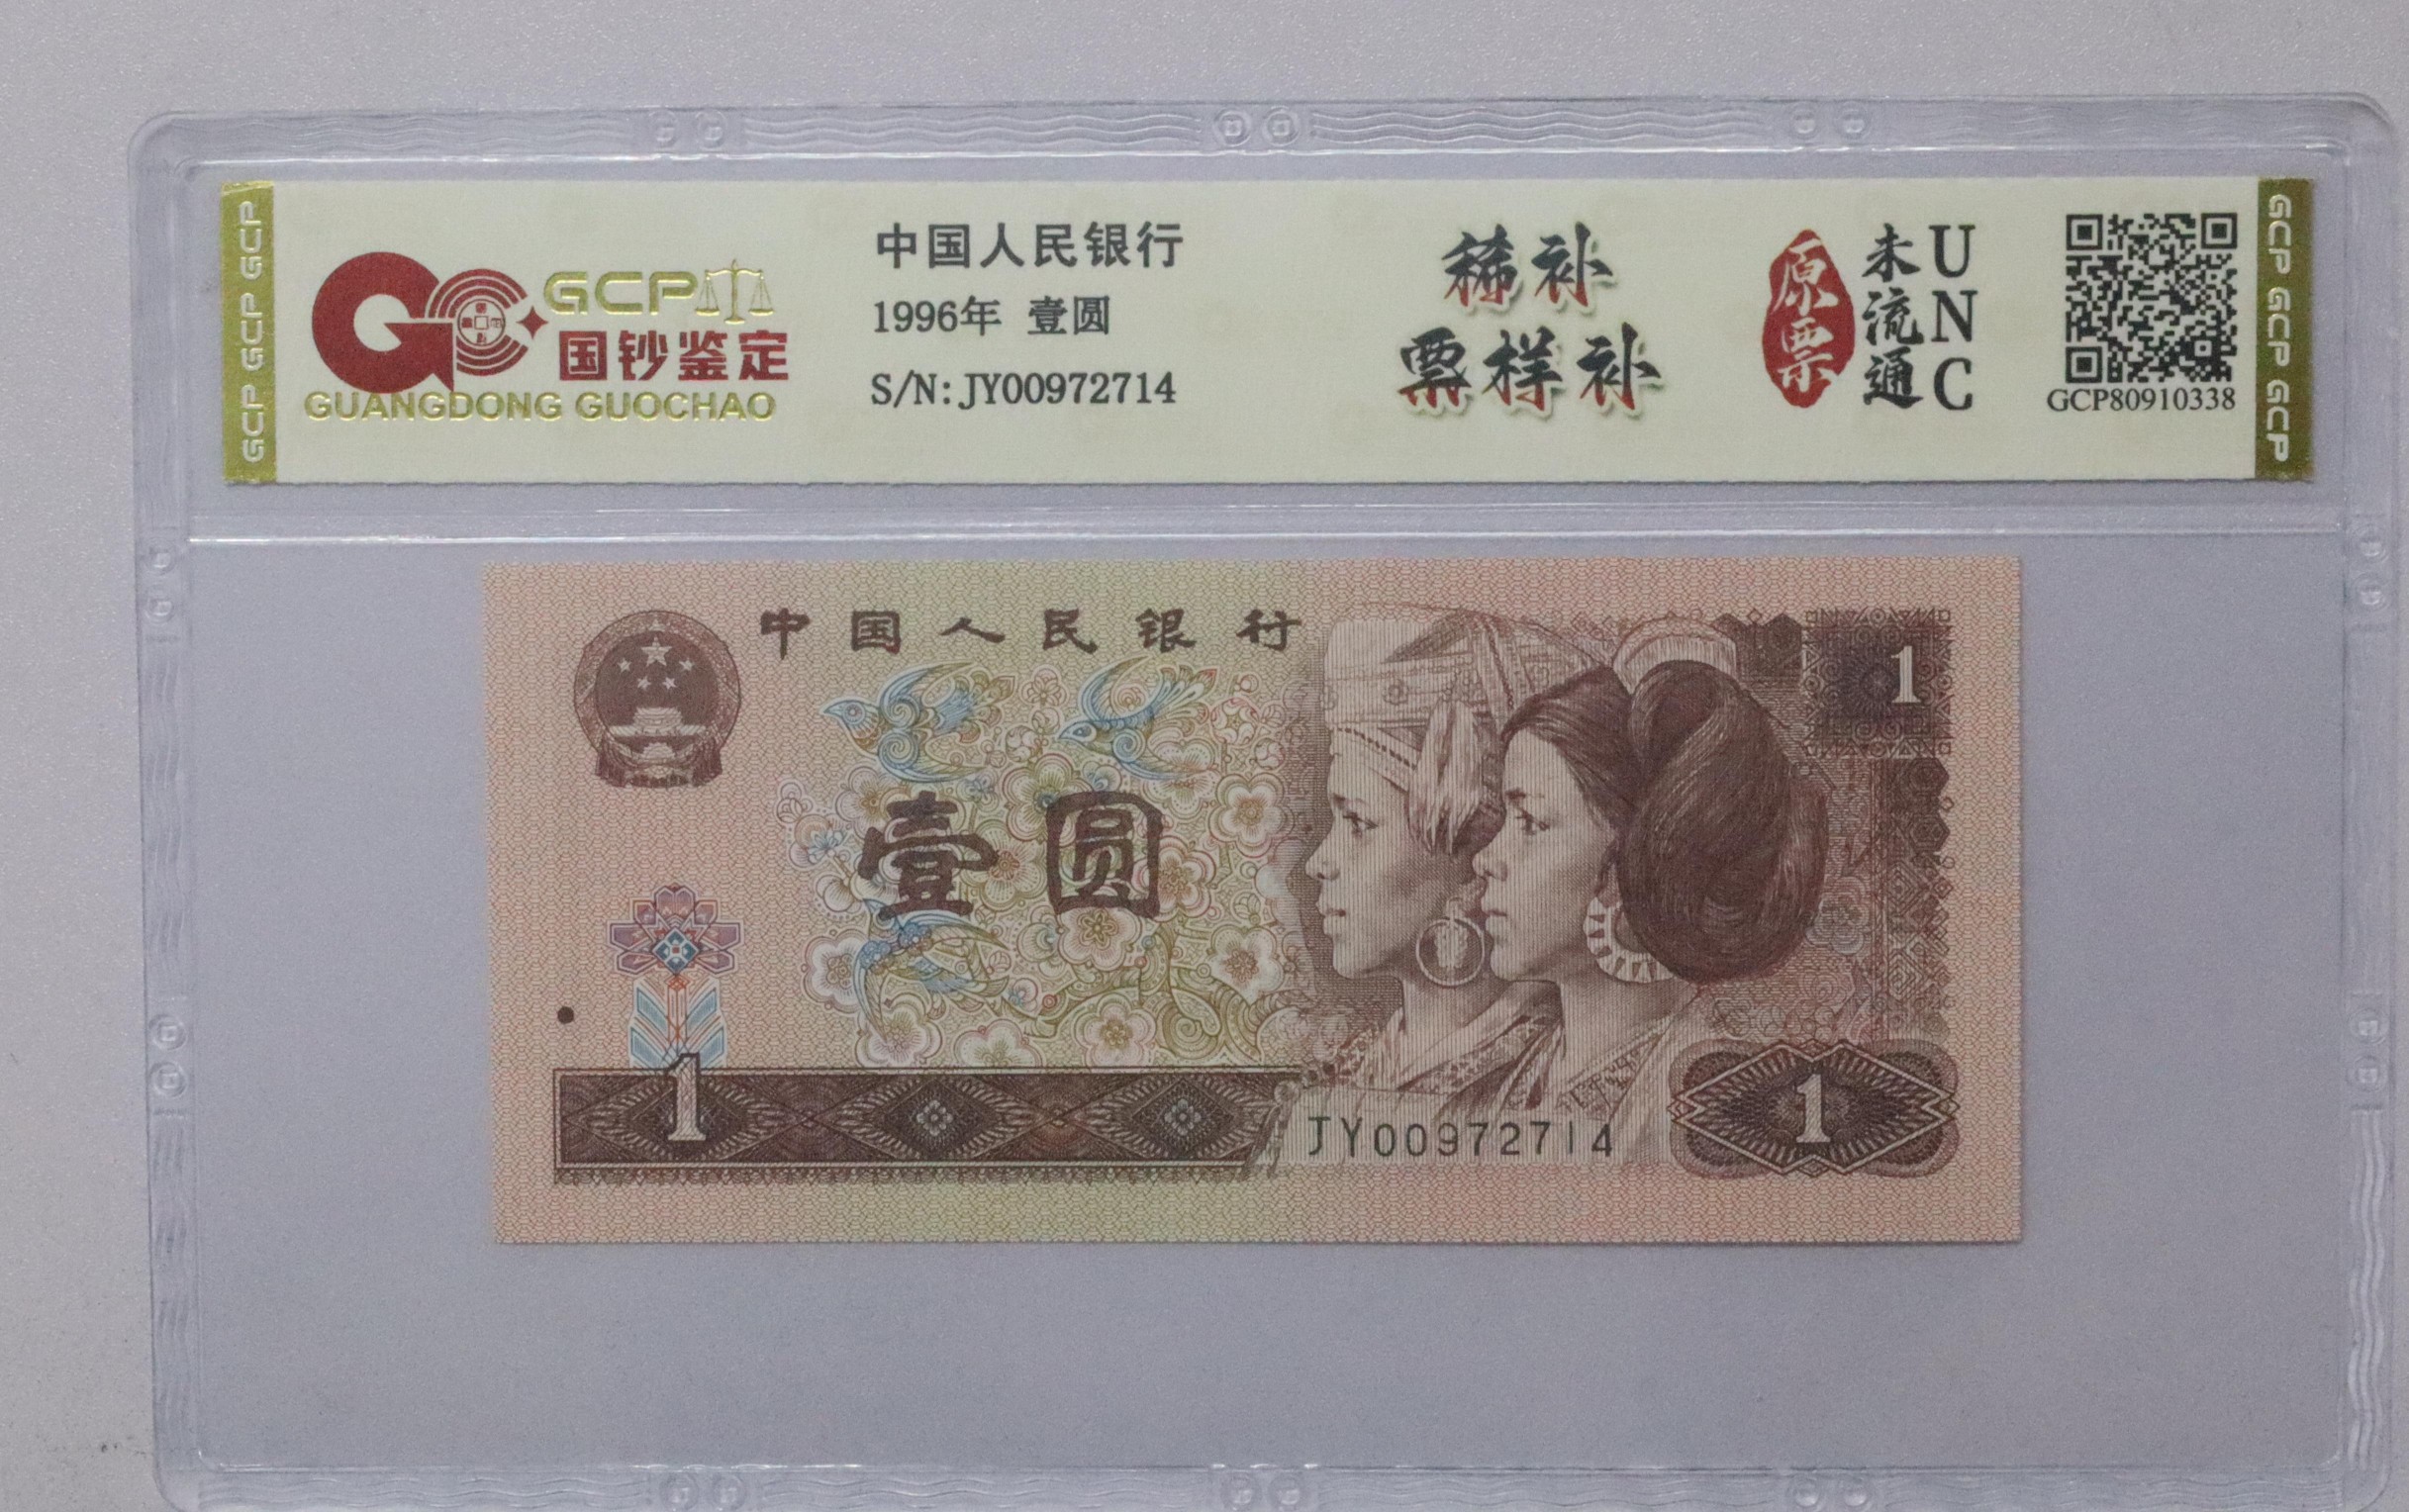 GCP GCP GCP
GCP
国钞鉴定
GUANGDONG GUOCHAO
中国人民银行
1996年 壹圆
S/N: JY00972714
稀补
票样补
原票
未流通
UNC
GCP80910338
GCP GCP GCP
中国人民银行
1
壹圆
1
JY00972714
1